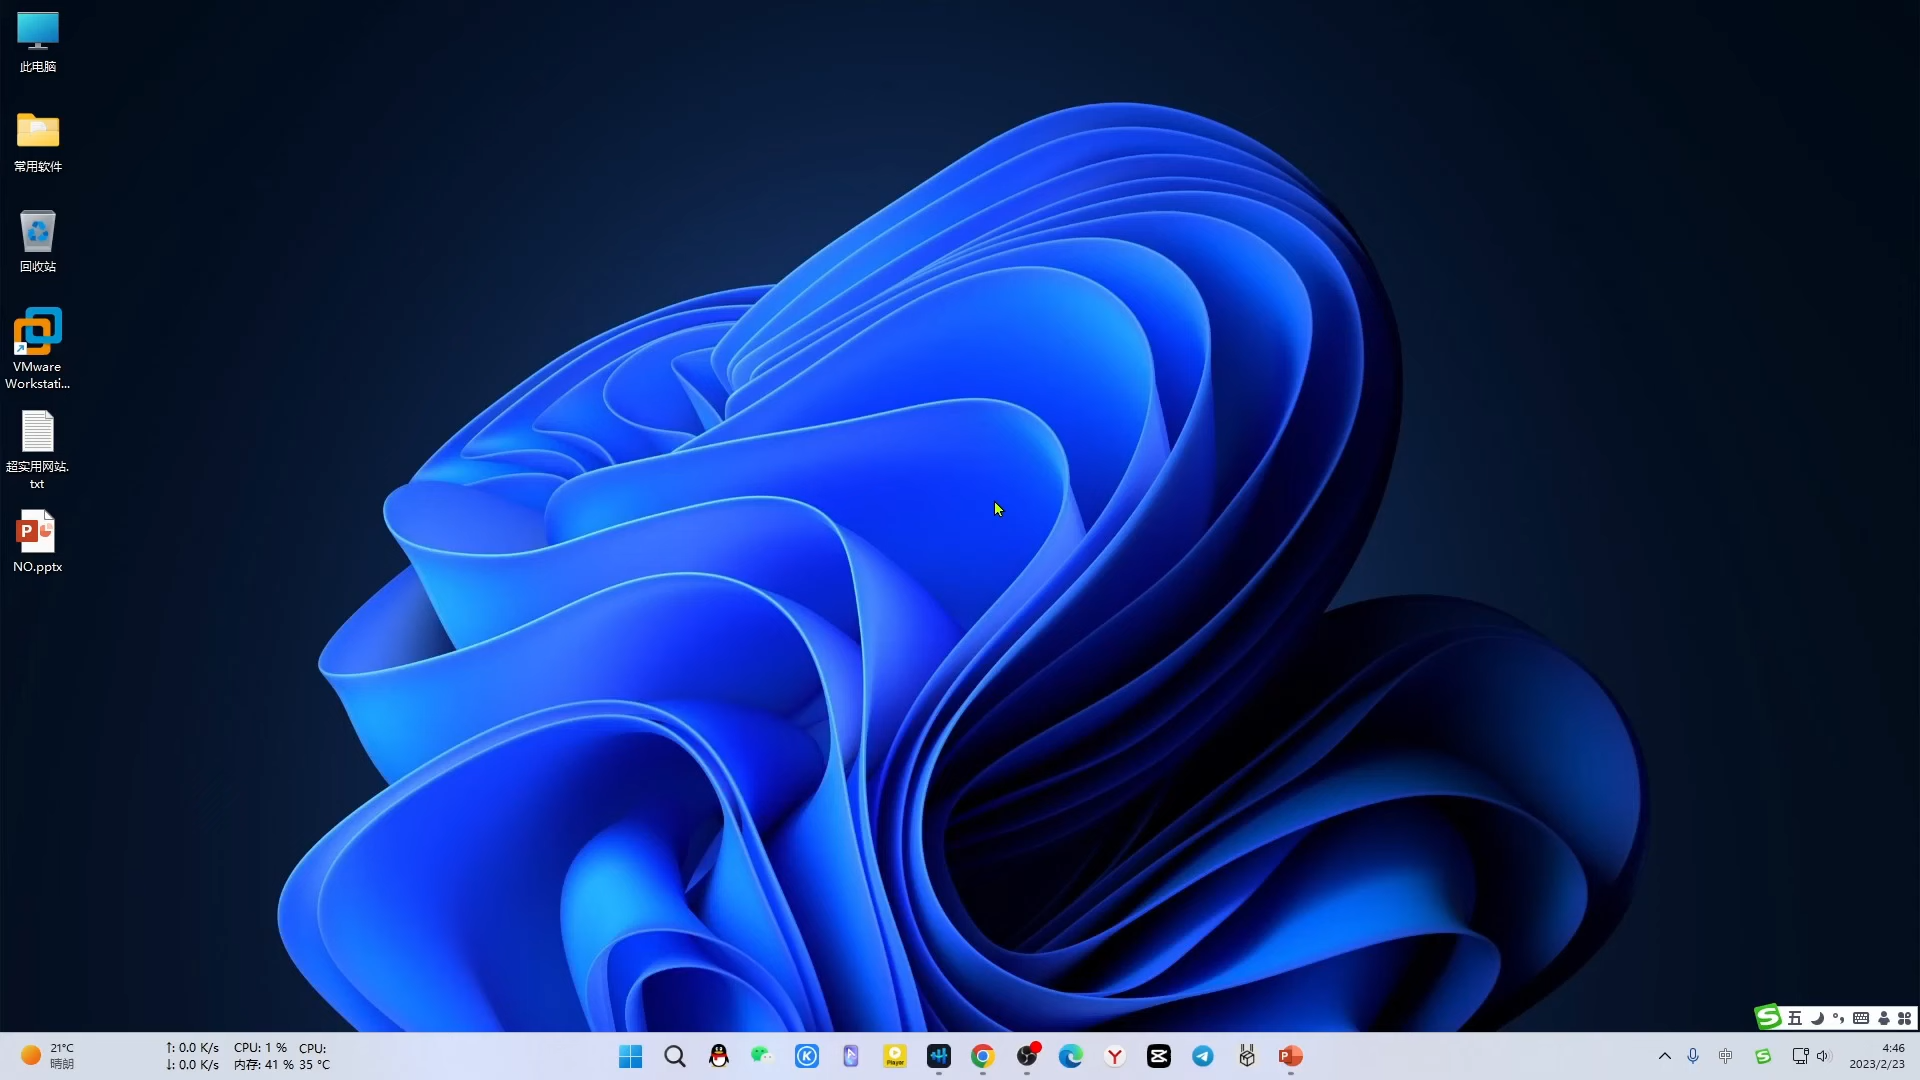 此电脑
常用软件
回收站
VMware
Workstati...
超实用网站.
txt
NO.pptx
五
21°C
晴朗
↑: 0.0 K/s CPU: 1 % CPU:
↓: 0.0 K/s 内存: 41 % 35 °C
Player
中
4:46
2023/2/23